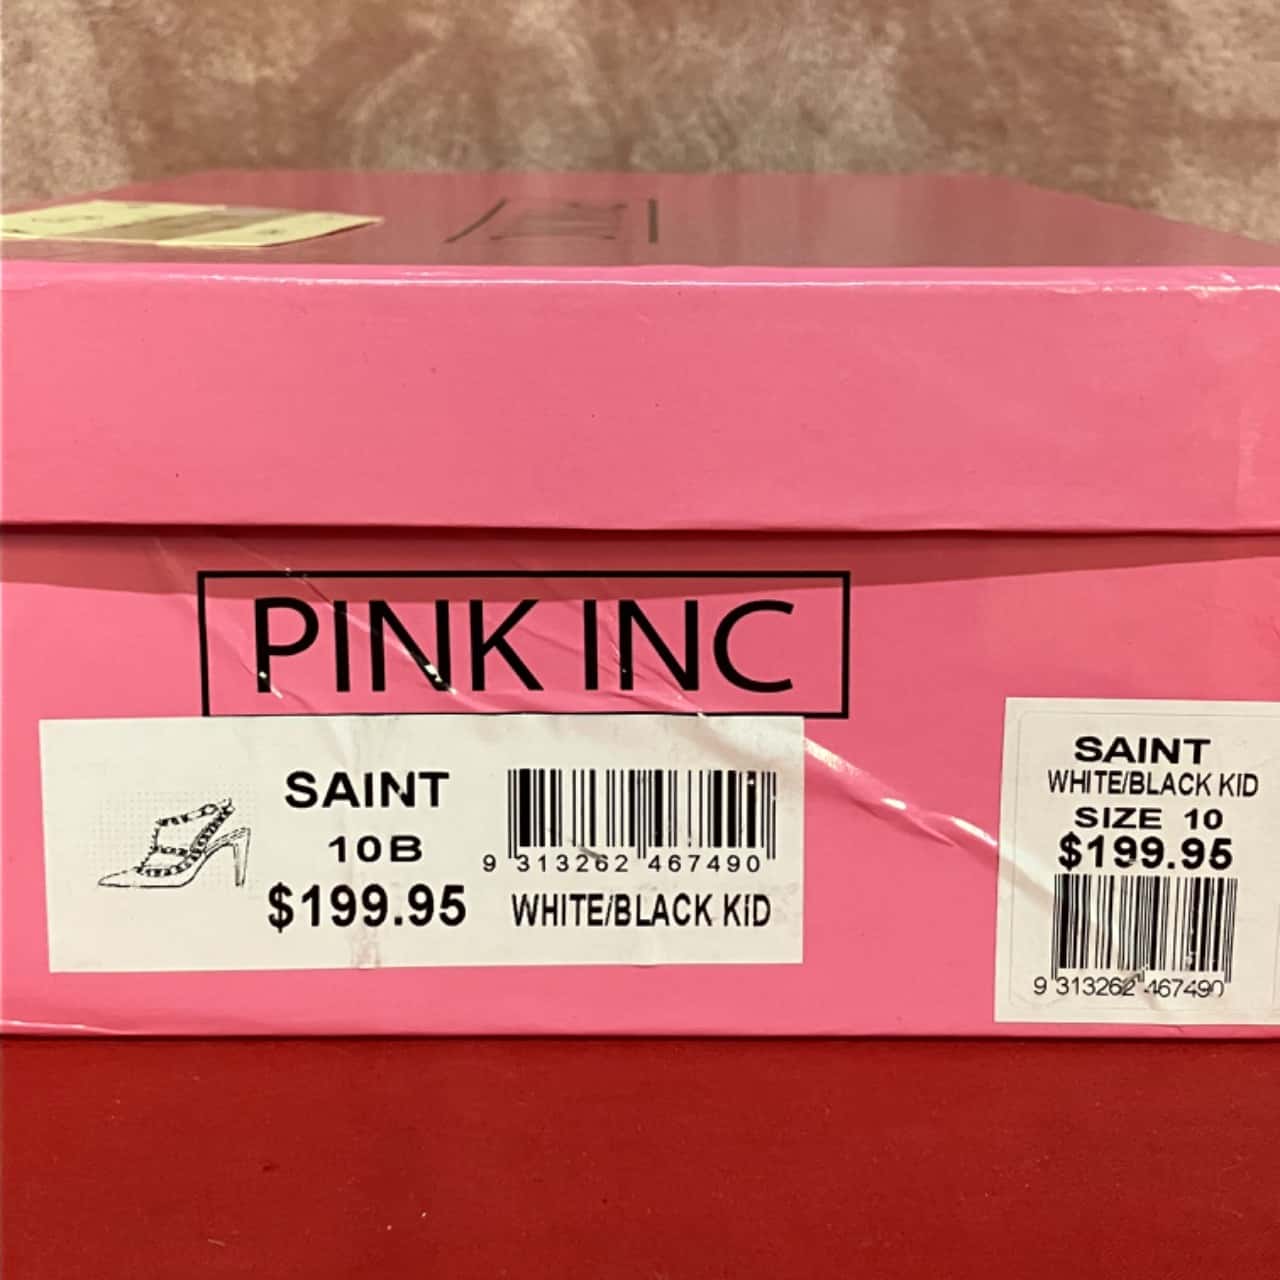 PINK INC
SAINT
10B
$199.95
9 313262 467490
WHITE/BLACK KID
SAINT
WHITE/BLACK KID
SIZE 10
$199.95
9 313262 467490